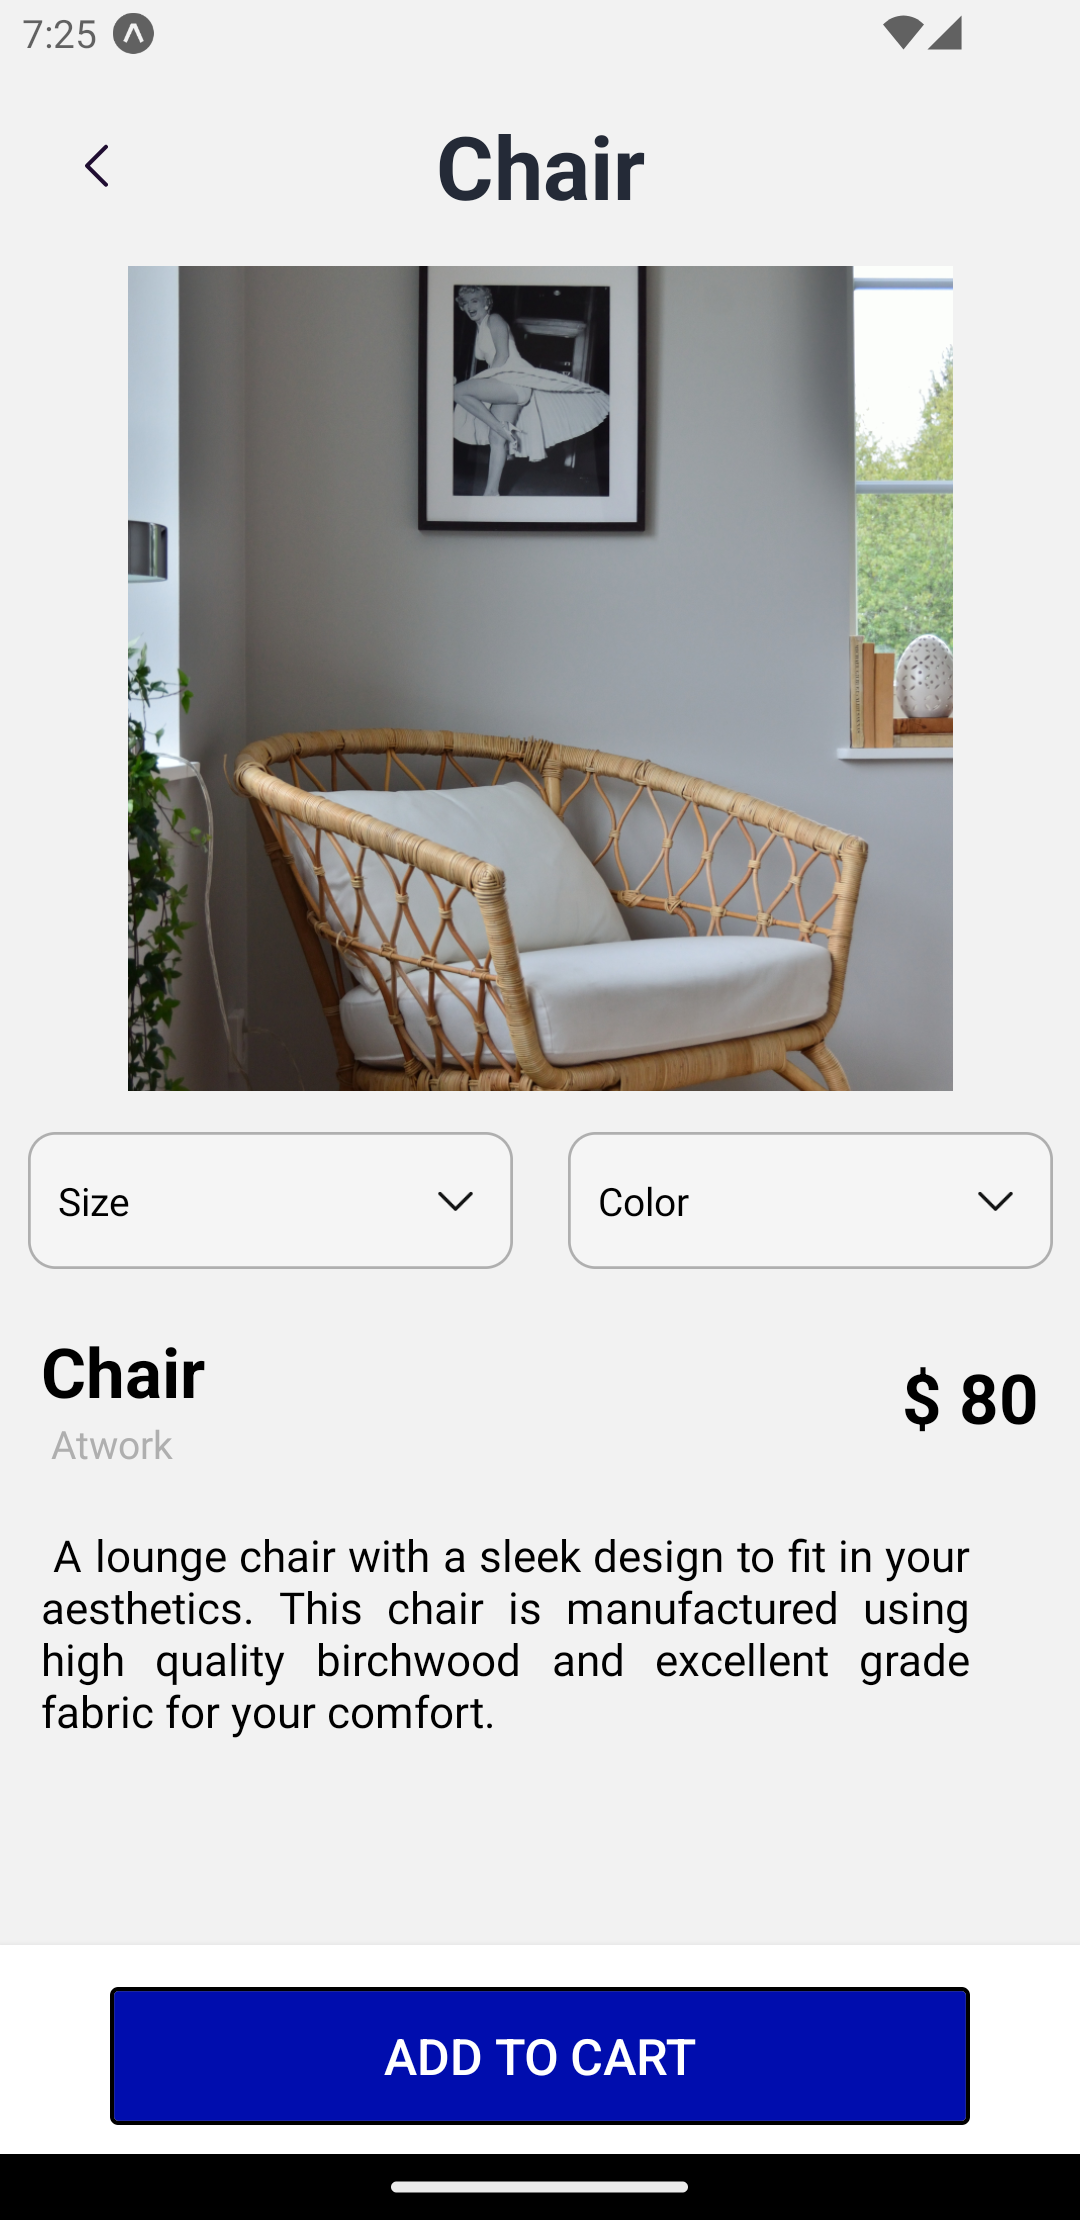 7:25
Chair
Size
Color
Chair
$ 80
Atwork
A lounge chair with a sleek design to fit in your
aesthetics. This chair is manufactured using
high quality birchwood and excellent grade
fabric for your comfort.
ADD TO CART